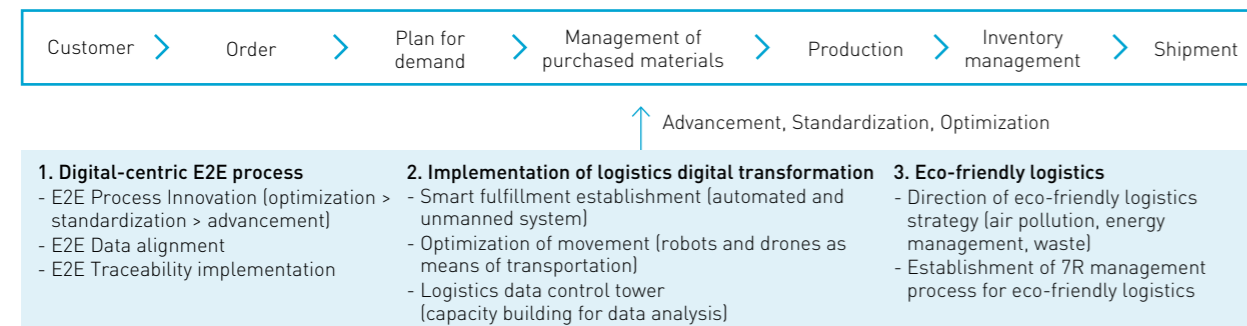 Customer
Order
Plan for
demand
Management of
purchased materials
Production
Inventory
management
Shipment
Advancement, Standardization, Optimization
1. Digital-centric E2E process
- E2E Process Innovation (optimization >
standardization > advancement)
- E2E Data alignment
- E2E Traceability implementation
2. Implementation of logistics digital transformation
- Smart fulfillment establishment (automated and
unmanned system)
- Optimization of movement (robots and drones as
means of transportation)
- Logistics data control tower
(capacity building for data analysis)
3. Eco-friendly logistics
- Direction of eco-friendly logistics
strategy (air pollution, energy
management, waste)
- Establishment of 7R management
process for eco-friendly logistics